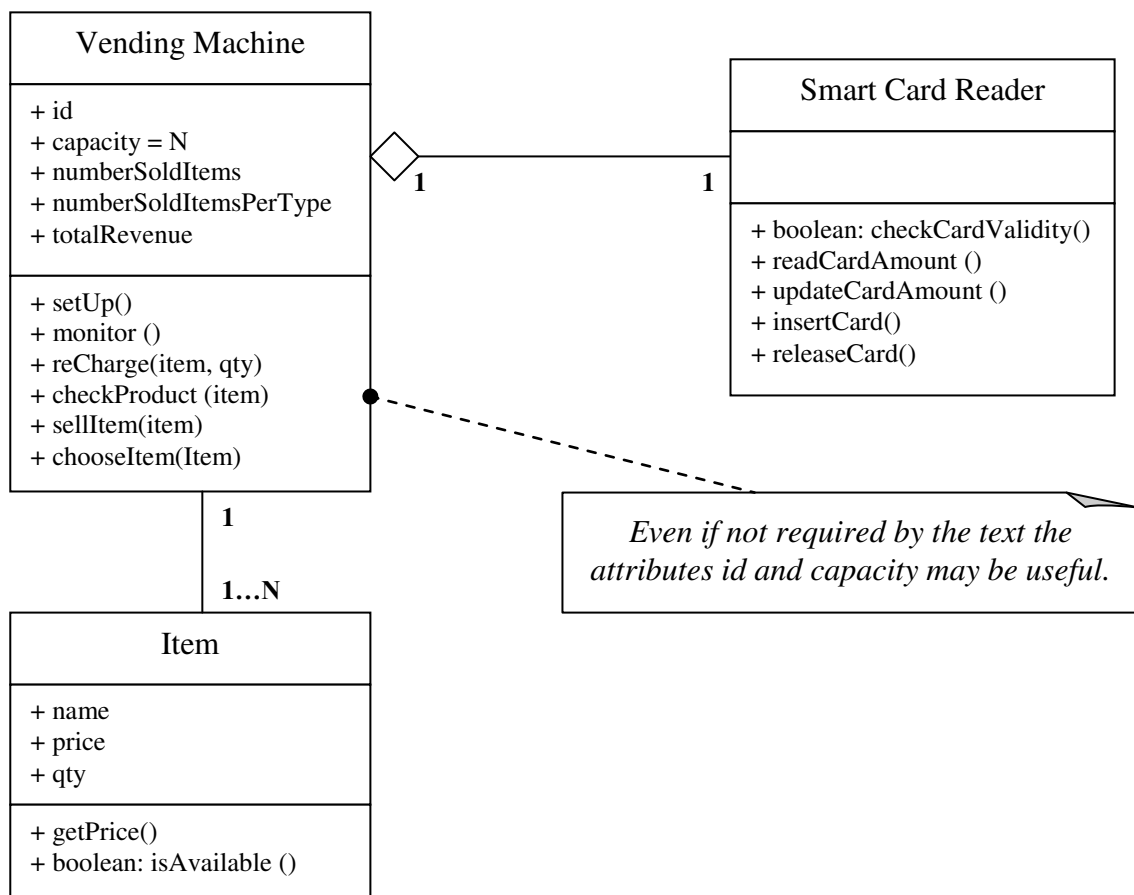 Vending Machine
+ id
+ capacity = N
+ numberSoldItems
+ numberSoldItemsPerType
+ totalRevenue
+ setUp()
+ monitor ()
+ reCharge(item, qty)
+ checkProduct (item)
+ sellItem(item)
+ chooseItem(Item)
1
1
Smart Card Reader
+ boolean: checkCardValidity()
+ readCardAmount ()
+ updateCardAmount ()
+ insertCard()
+ releaseCard()
Even if not required by the text the
attributes id and capacity may be useful.
1
1…N
Item
+ name
+ price
+ qty
+ getPrice()
+ boolean: isAvailable ()